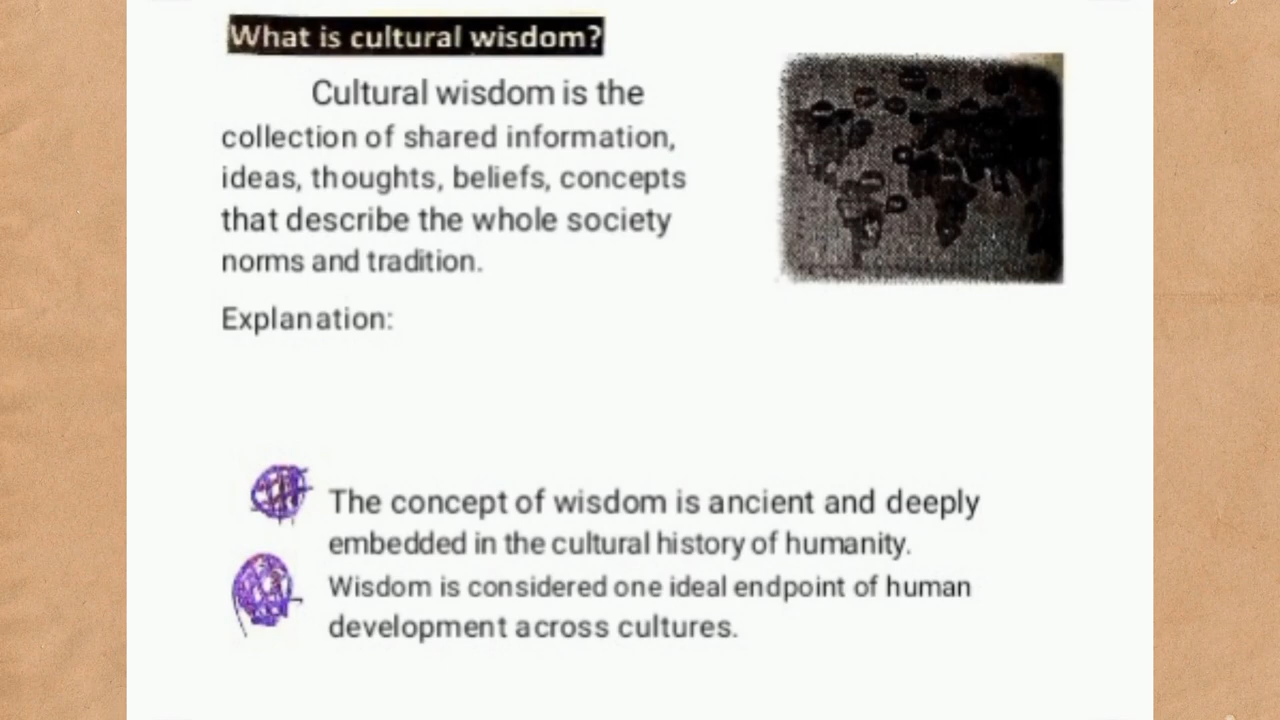 What is cultural wisdom?
Cultural wisdom is the
collection of shared information,
ideas, thoughts, beliefs, concepts
that describe the whole society
norms and tradition.
Explanation:
The concept of wisdom is ancient and deeply
embedded in the cultural history of humanity.
Wisdom is considered one ideal endpoint of human
development across cultures.